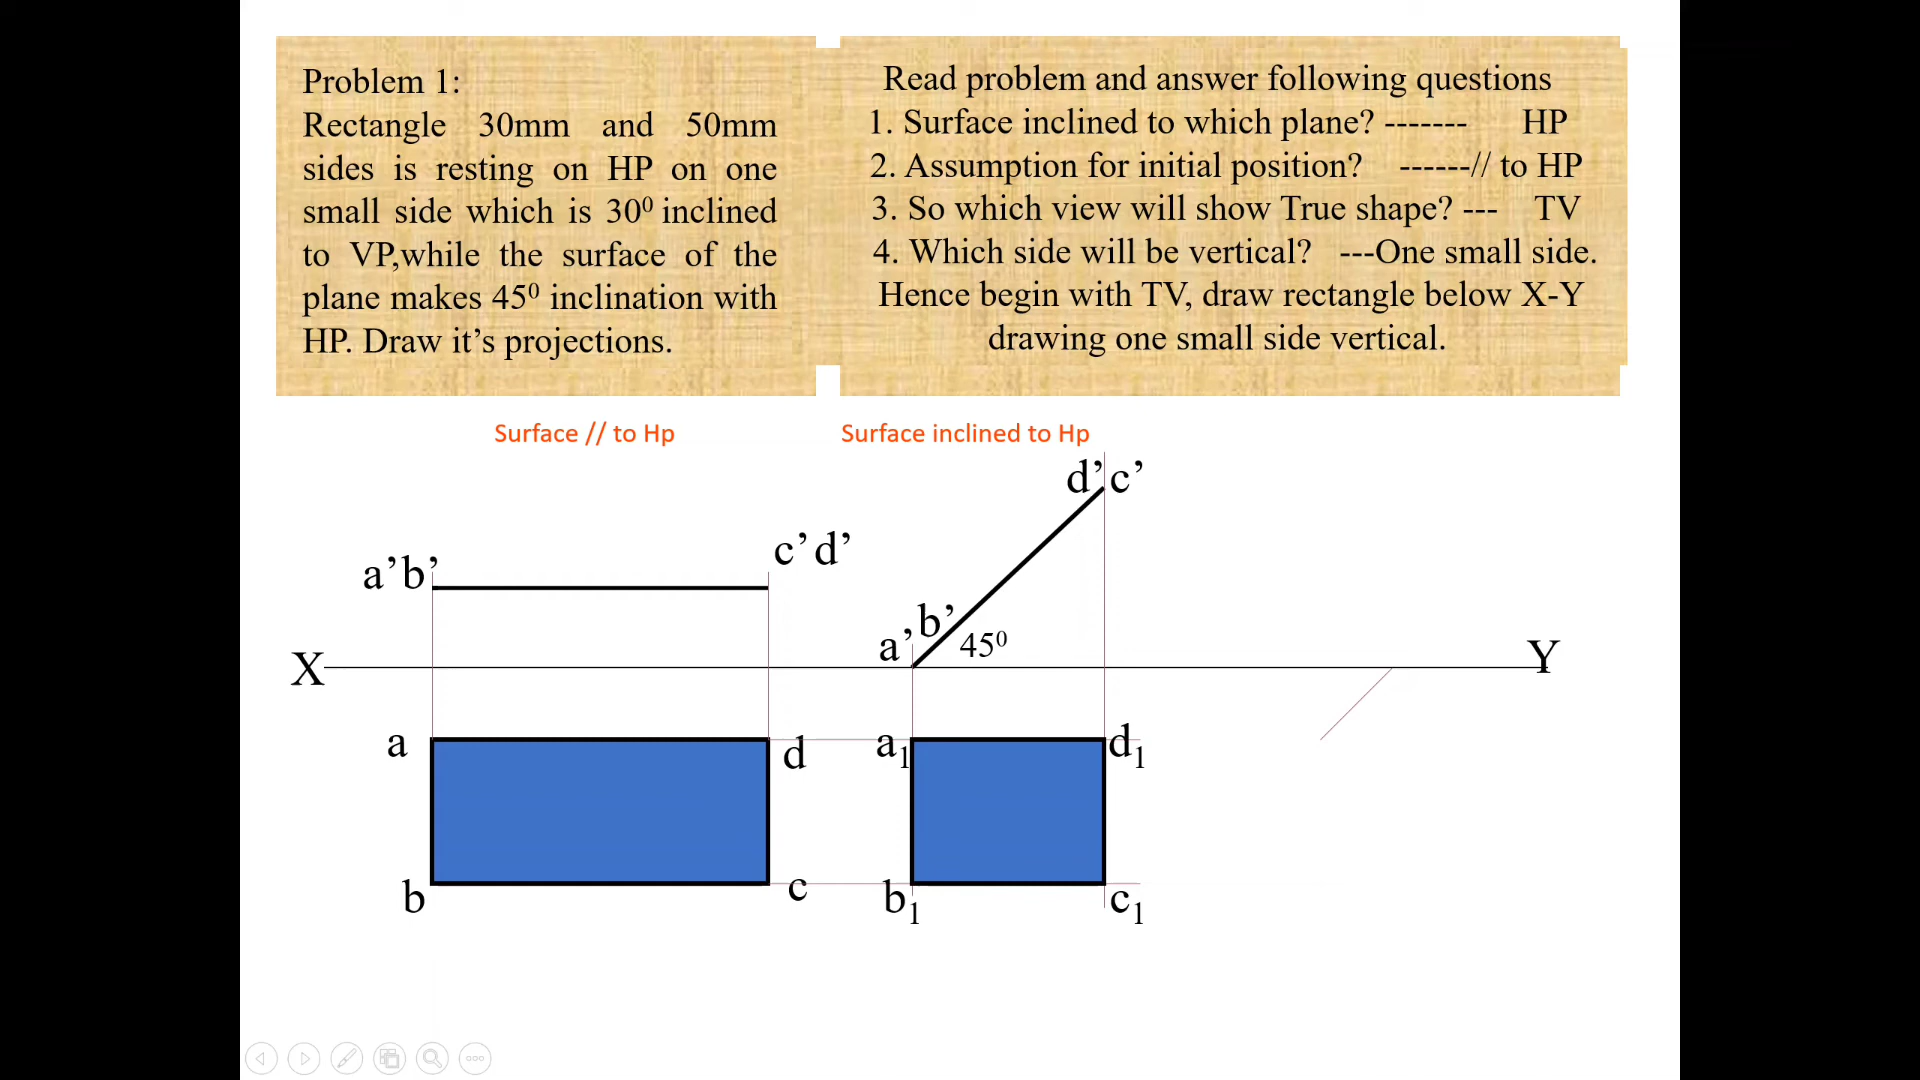 Problem 1:
Rectangle 30mm and 50mm
sides is resting on HP on one
small side which is 30⁰ inclined
to VP,while the surface of the
plane makes 45⁰ inclination with
HP. Draw it’s projections.
Read problem and answer following questions
1. Surface inclined to which plane? ------- HP
2. Assumption for initial position? ------// to HP
3. So which view will show True shape? --- TV
4. Which side will be vertical? ---One small side.
Hence begin with TV, draw rectangle below X-Y
drawing one small side vertical.
Surface // to Hp
Surface inclined to Hp
d’c’
a’b’
c’d’
a’,b’
45⁰
X
Y
a
d
a₁
d₁
b
c
b₁
c₁